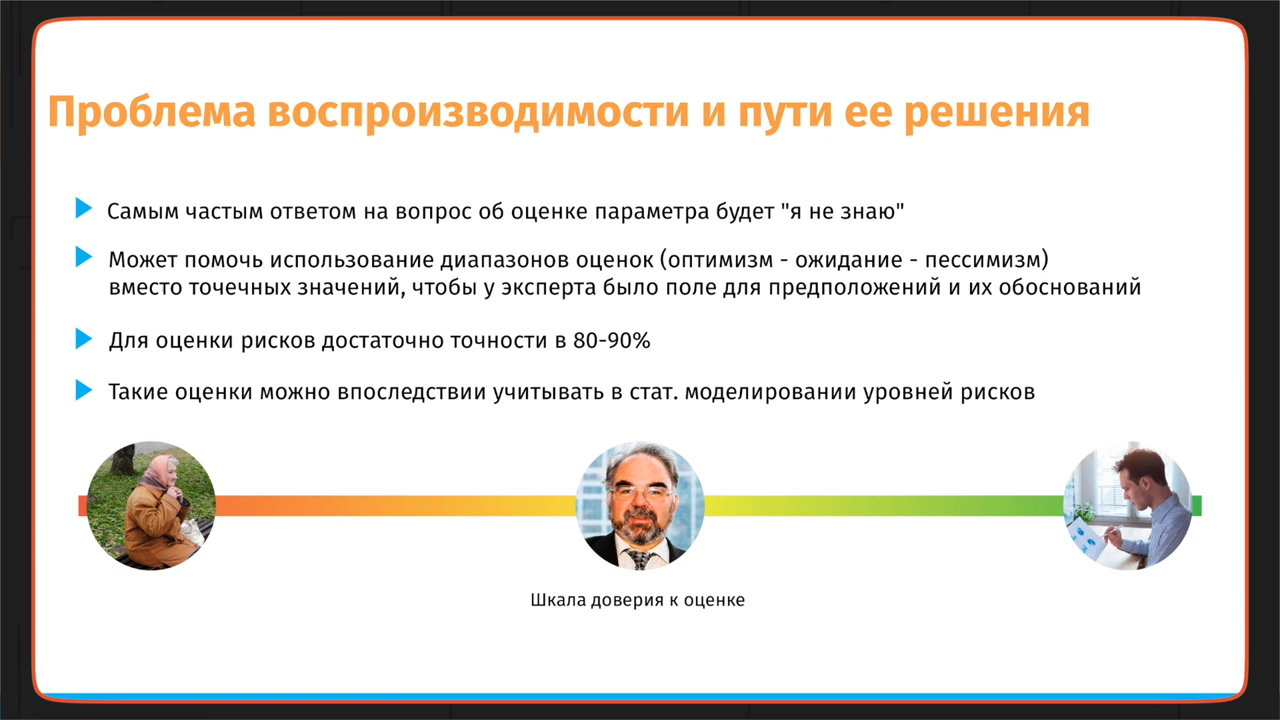 Проблема воспроизводимости и пути ее решения
Самым частым ответом на вопрос об оценке параметра будет "я не знаю"
Может помочь использование диапазонов оценок (оптимизм - ожидание - пессимизм)
вместо точечных значений, чтобы у эксперта было поле для предположений и их обоснований
Для оценки рисков достаточно точности в 80-90%
Такие оценки можно впоследствии учитывать в стат. моделировании уровней рисков
Шкала доверия к оценке